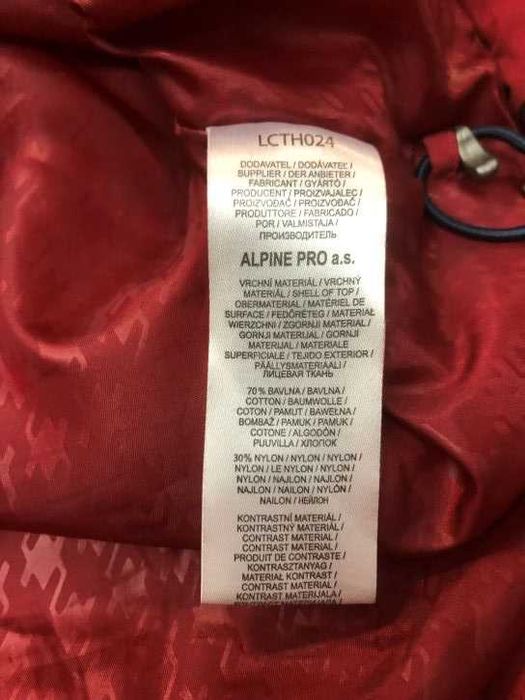 LCTH024
DODAVATEL / DODÁVATEĽ /
SUPPLIER / DER ANBIETER /
FABRICANT / GYÁRTÓ /
PRODUCENT / PROIZVAJALEC /
PROIZVOĐAČ / PROIZVOĐAČ /
PRODUTTORE / FABRICADO /
POR / VALMISTAJA /
ПРОИЗВОДИТЕЛЬ
ALPINE PRO a.s.
VRCHNÍ MATERIÁL / VRCHNÝ
MATERIÁL / SHELL OF TOP /
OBERMATERIAL / MATÉRIEL DE
SURFACE / FEDŐRÉTEG / MATERIAŁ
WIERZCHNI / ZGORNJI MATERIAL /
GORNJI MATERIJAL / GORNJI
MATERIJAL / MATERIALE
SUPERFICIALE / TEJIDO EXTERIOR /
PÄÄLLYSMATERIAALI /
ЛИЦЕВАЯ ТКАНЬ
70% BAVLNA / BAVLNA /
COTTON / BAUMWOLLE /
COTON / PAMUT / BAWEŁNA /
BOMBAŽ / PAMUK / PAMUK /
COTONE / ALGODÓN /
PUUVILLA / ХЛОПОК
30% NYLON / NYLON / NYLON /
NYLON / LE NYLON / NYLON /
NYLON / NAJLON / NAJLON /
NAJLON / NAILON / NYLÓN /
NAILON / НЕЙЛОН
KONTRASTNÍ MATERIÁL /
KONTRASTNÝ MATERIÁL /
CONTRAST MATERIAL /
CONTRAST MATERIAL /
PRODUIT DE CONTRASTE /
KONTRASZTANYAG /
MATERIAŁ KONTRAST /
CONTRAST MATERIAL /
KONTRAST MATERIJALA /